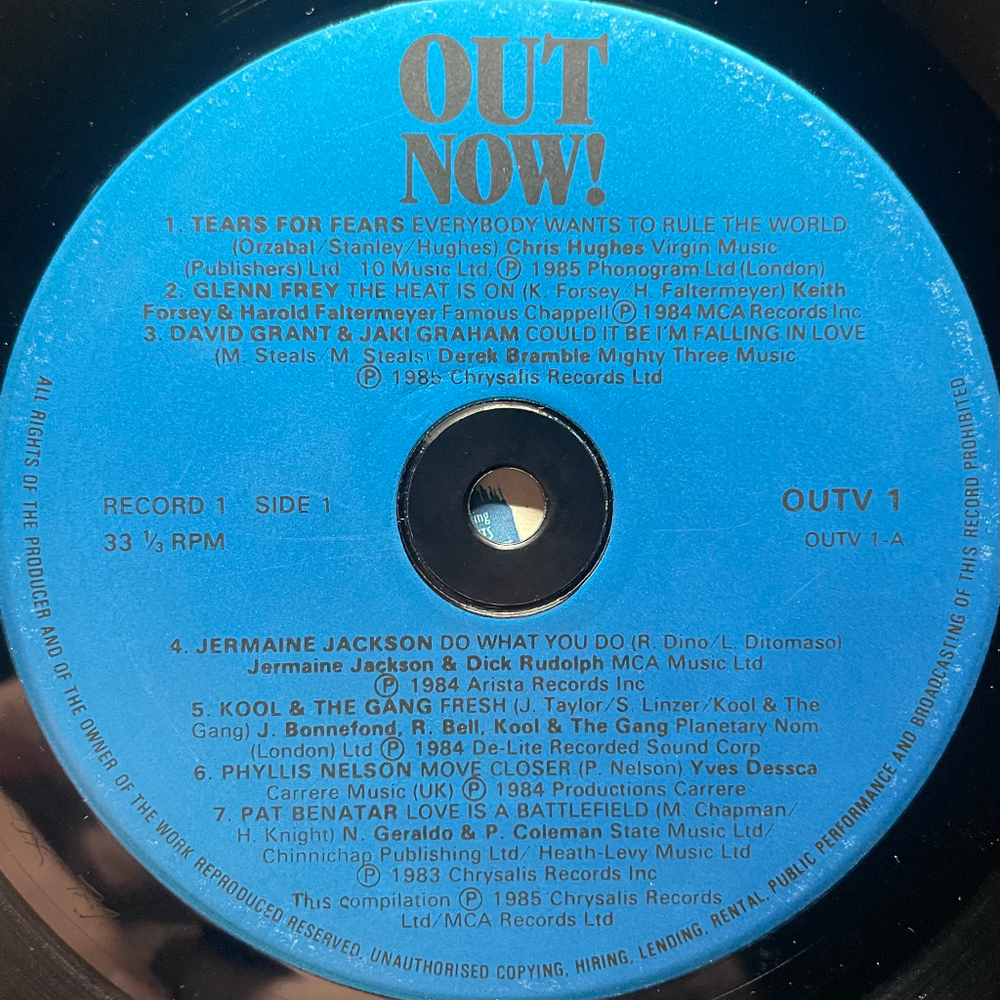 OUT
NOW!
1. TEARS FOR FEARS EVERYBODY WANTS TO RULE THE WORLD
(Orzabal/Stanley/Hughes) Chris Hughes Virgin Music
(Publishers) Ltd 10 Music Ltd. ℗ 1985 Phonogram Ltd (London)
2. GLENN FREY THE HEAT IS ON (K. Forsey/H. Faltermeyer) Keith
Forsey & Harold Faltermeyer Famous Chappell ℗ 1984 MCA Records Inc
3. DAVID GRANT & JAKI GRAHAM COULD IT BE I'M FALLING IN LOVE
(M. Steals/M. Steals) Derek Bramble Mighty Three Music
℗ 1985 Chrysalis Records Ltd
RECORD 1 SIDE 1
33 ⅓ RPM
OUTV 1
OUTV 1-A
4. JERMAINE JACKSON DO WHAT YOU DO (R. Dino/L. Ditomaso)
Jermaine Jackson & Dick Rudolph MCA Music Ltd
℗ 1984 Arista Records Inc
5. KOOL & THE GANG FRESH (J. Taylor/S. Linzer/Kool & The
Gang) J. Bonnefond, R. Bell, Kool & The Gang Planetary Nom
(London) Ltd ℗ 1984 De-Lite Recorded Sound Corp
6. PHYLLIS NELSON MOVE CLOSER (P. Nelson) Yves Dessca
Carrere Music (UK) ℗ 1984 Productions Carrere
7. PAT BENATAR LOVE IS A BATTLEFIELD (M. Chapman/
H. Knight) N. Geraldo & P. Coleman State Music Ltd/
Chinnichap Publishing Ltd/ Heath-Levy Music Ltd
℗ 1983 Chrysalis Records Inc
This compilation ℗ 1985 Chrysalis Records
Ltd/MCA Records Ltd
ALL RIGHTS OF THE PRODUCER AND OF THE OWNER OF THE WORK REPRODUCED RESERVED. UNAUTHORISED COPYING, HIRING, LENDING, RENTAL, PUBLIC PERFORMANCE AND BROADCASTING OF THIS RECORD PROHIBITED